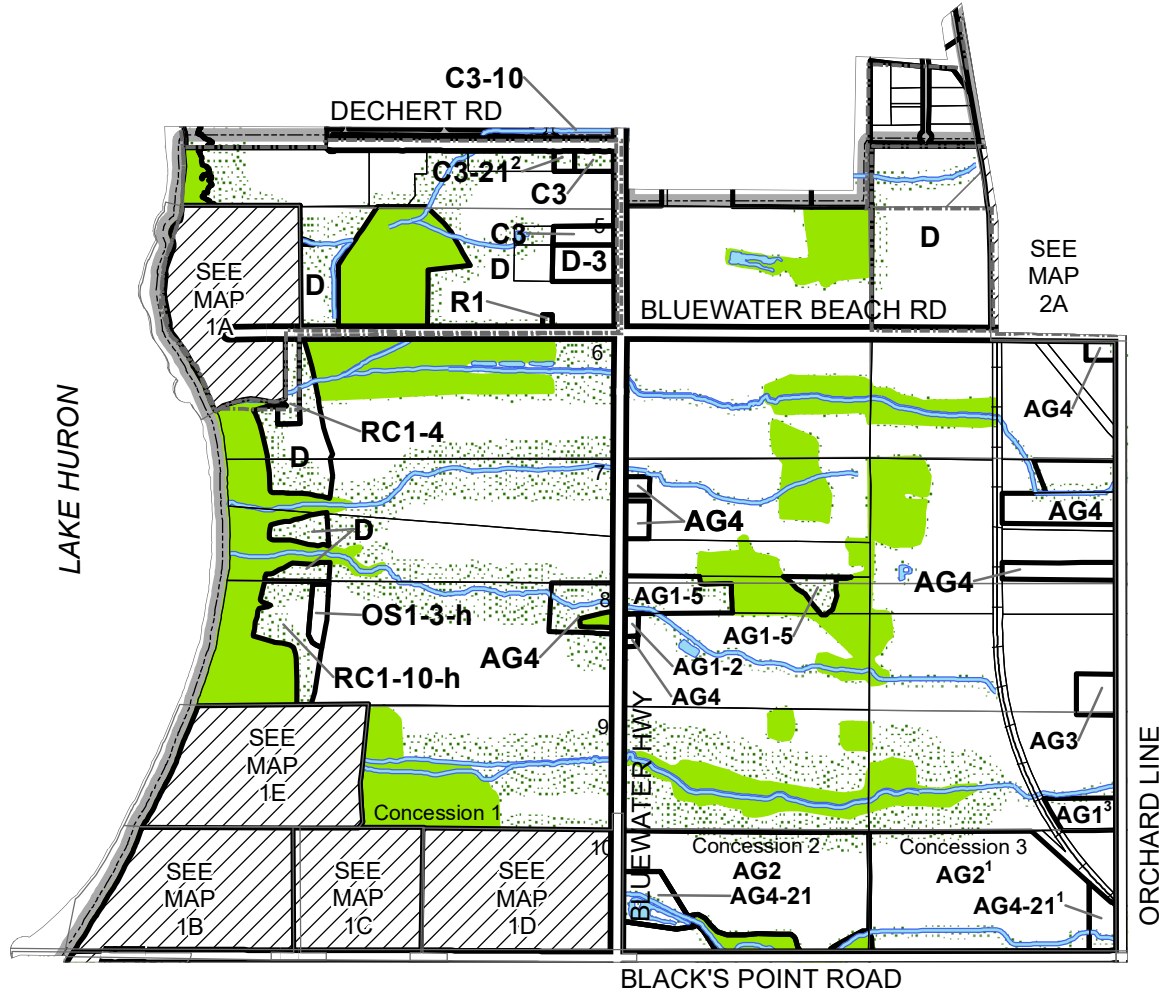 C3-10
DECHERT RD
C3-21²
C3
5
C3
D
D-3
D
D
SEE
MAP
1A
SEE
MAP
2A
R1
BLUEWATER BEACH RD
6
AG4
RC1-4
D
7
AG4
AG4
D
AG4
LAKE HURON
8
AG1-5
OS1-3-h
AG1-5
AG4
AG1-2
RC1-10-h
AG4
9
AG3
SEE
MAP
1E
BLUEWATER HWY
ORCHARD LINE
Concession 1
AG1³
10
Concession 2
Concession 3
SEE
MAP
1B
SEE
MAP
1C
SEE
MAP
1D
AG2
AG2¹
AG4-21
AG4-21¹
BLACK'S POINT ROAD